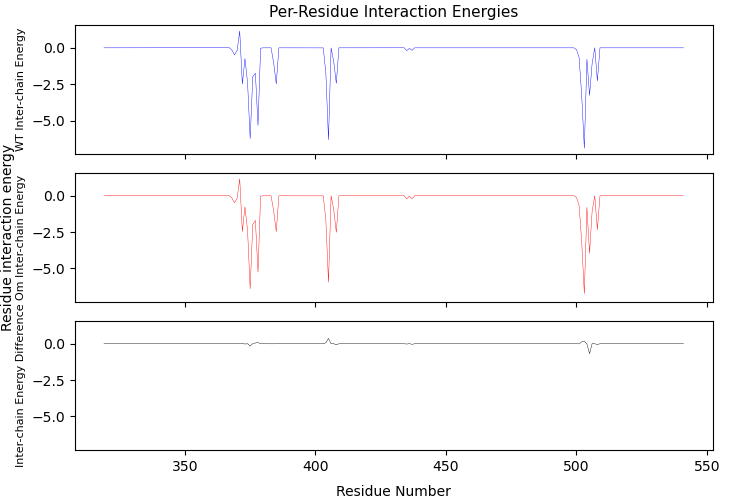 Per-Residue Interaction Energies
Residue interaction energy
WT Inter-chain Energy
0.0
−2.5
−5.0
Om Inter-chain Energy
0.0
−2.5
−5.0
Inter-chain Energy Difference
0.0
−2.5
−5.0
350
400
450
500
550
Residue Number